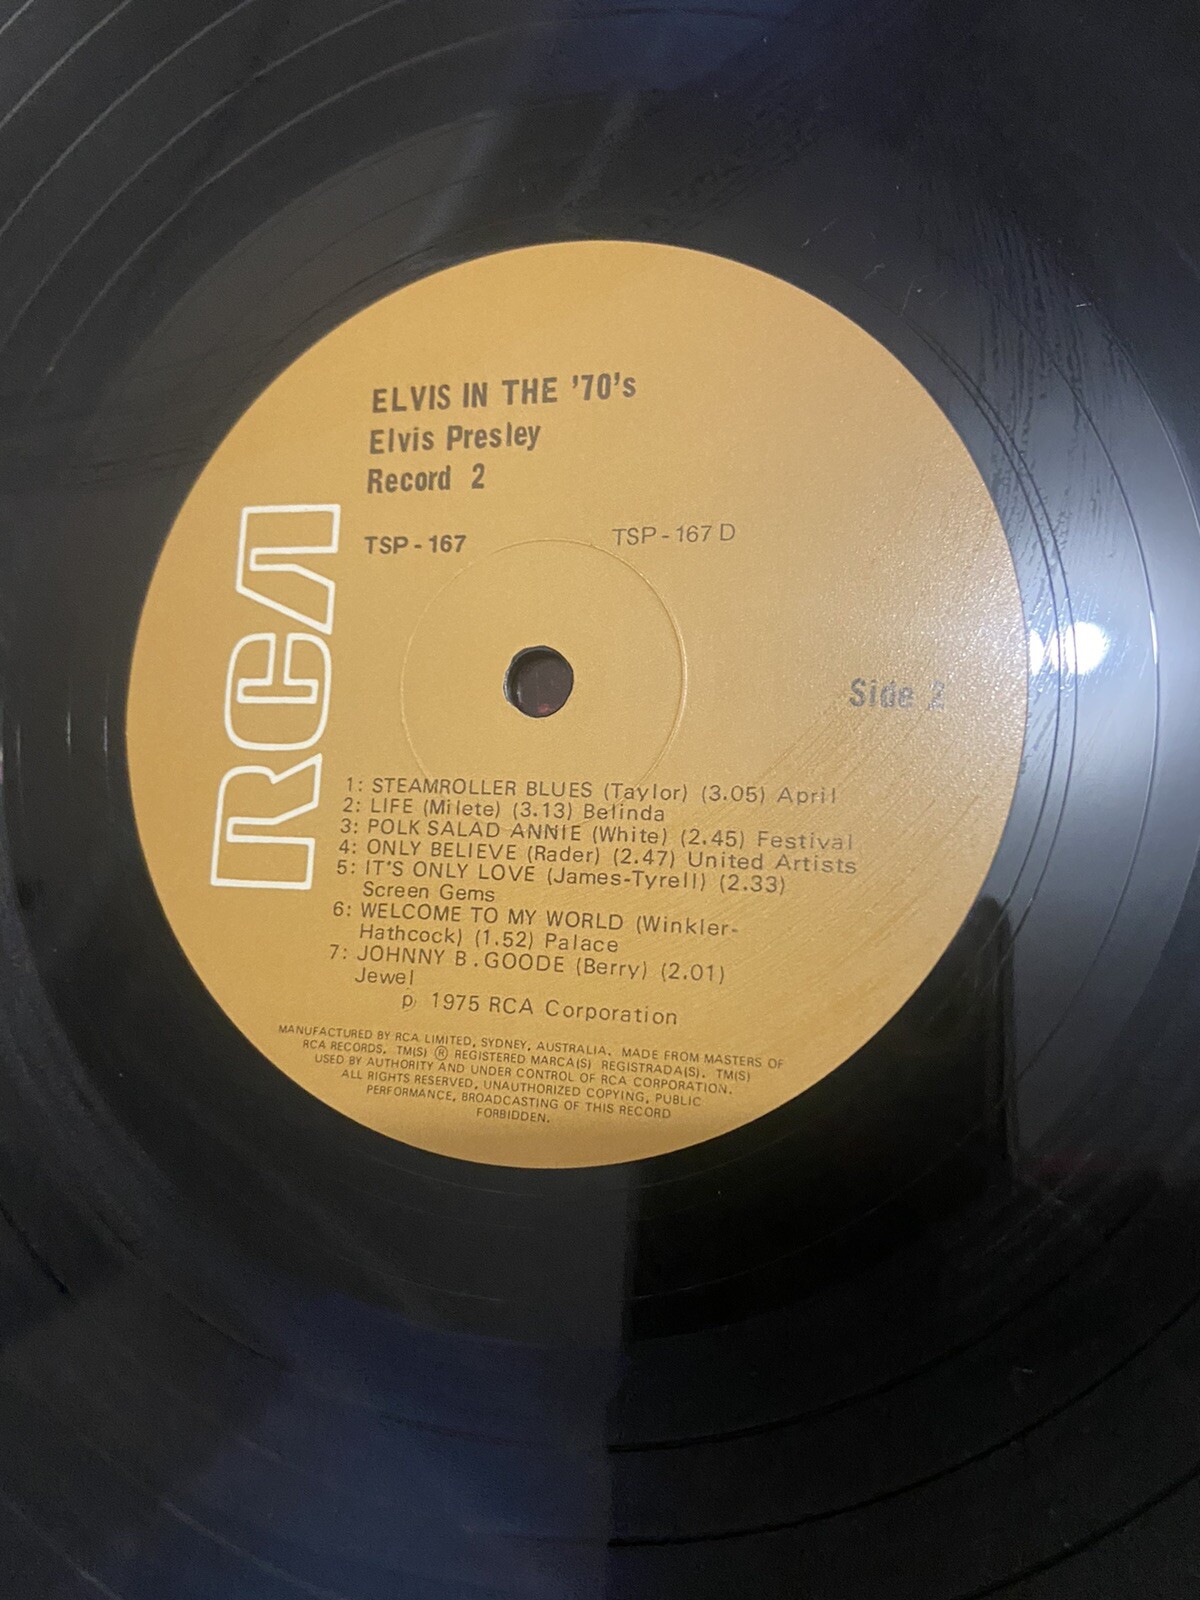 ELVIS IN THE '70's
Elvis Presley
Record 2
TSP - 167 TSP - 167 D
RCA
Side 2
1: STEAMROLLER BLUES (Taylor) (3.05) April
2: LIFE (Milete) (3.13) Belinda
3: POLK SALAD ANNIE (White) (2.45) Festival
4: ONLY BELIEVE (Rader) (2.47) United Artists
5: IT'S ONLY LOVE (James-Tyrell) (2.33)
Screen Gems
6: WELCOME TO MY WORLD (Winkler-
Hathcock) (1.52) Palace
7: JOHNNY B. GOODE (Berry) (2.01)
Jewel
℗ 1975 RCA Corporation
MANUFACTURED BY RCA LIMITED, SYDNEY, AUSTRALIA. MADE FROM MASTERS OF
RCA RECORDS, TM(S) ® REGISTERED MARCA(S) REGISTRADA(S). TM(S)
USED BY AUTHORITY AND UNDER CONTROL OF RCA CORPORATION.
ALL RIGHTS RESERVED, UNAUTHORIZED COPYING, PUBLIC
PERFORMANCE, BROADCASTING OF THIS RECORD
FORBIDDEN.